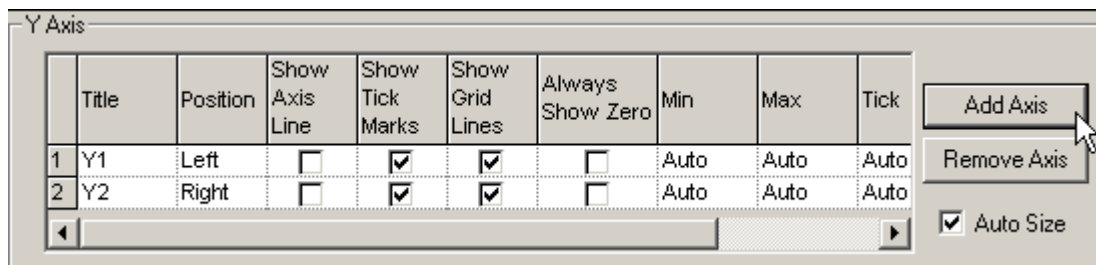 Y Axis
Title Position Show Axis Line Show Tick Marks Show Grid Lines Always Show Zero Min Max Tick
1 Y1 Left Auto Auto Auto
2 Y2 Right Auto Auto Auto
Add Axis
Remove Axis
Auto Size